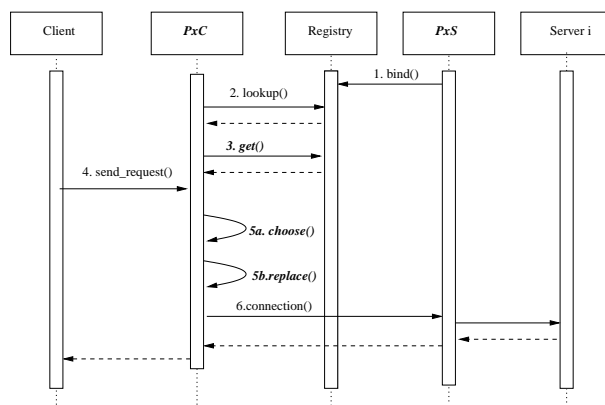 Client
PxC
Registry
PxS
Server i
1. bind()
2. lookup()
3. get()
4. send_request()
5a. choose()
5b.replace()
6.connection()